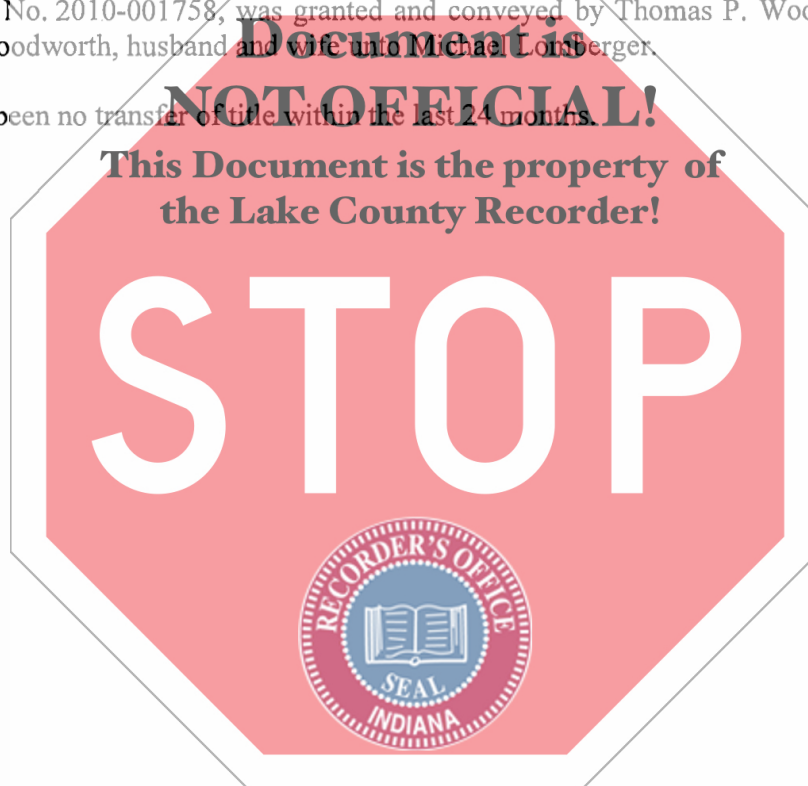 No. 2010-001758, was granted and conveyed by Thomas P. Woo
oodworth, husband and wife unto Michael Lomberger.
Document is
been no transfer of title within the last 24 months.
NOT OFFICIAL!
This Document is the property of
the Lake County Recorder!
STOP
RECORDER'S OFFICE
SEAL
INDIANA